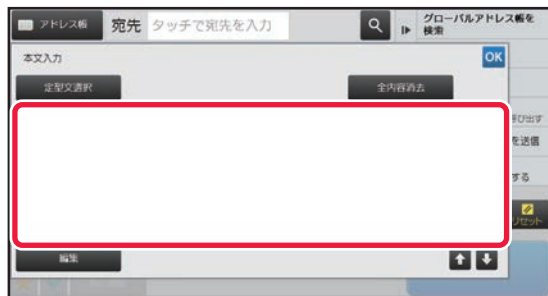 アドレス帳 宛先 タッチで宛先を入力 グローバルアドレス帳を
検索
本文入力 OK
定型文選択 全内容消去
呼び出す
を送信
する
リセット
編集